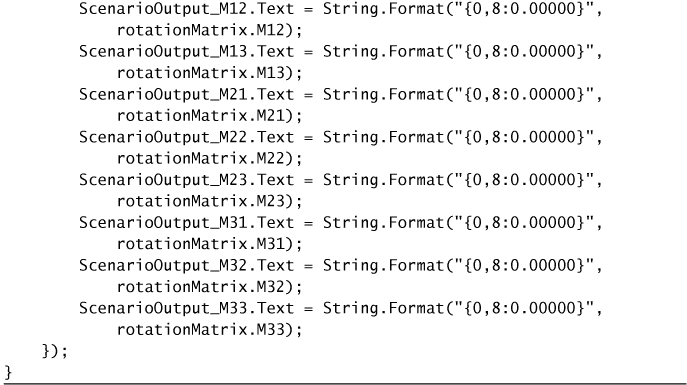 ScenarioOutput_M12.Text = String.Format("{0,8:0.00000}",
rotationMatrix.M12);
ScenarioOutput_M13.Text = String.Format("{0,8:0.00000}",
rotationMatrix.M13);
ScenarioOutput_M21.Text = String.Format("{0,8:0.00000}",
rotationMatrix.M21);
ScenarioOutput_M22.Text = String.Format("{0,8:0.00000}",
rotationMatrix.M22);
ScenarioOutput_M23.Text = String.Format("{0,8:0.00000}",
rotationMatrix.M23);
ScenarioOutput_M31.Text = String.Format("{0,8:0.00000}",
rotationMatrix.M31);
ScenarioOutput_M32.Text = String.Format("{0,8:0.00000}",
rotationMatrix.M32);
ScenarioOutput_M33.Text = String.Format("{0,8:0.00000}",
rotationMatrix.M33);
});
}